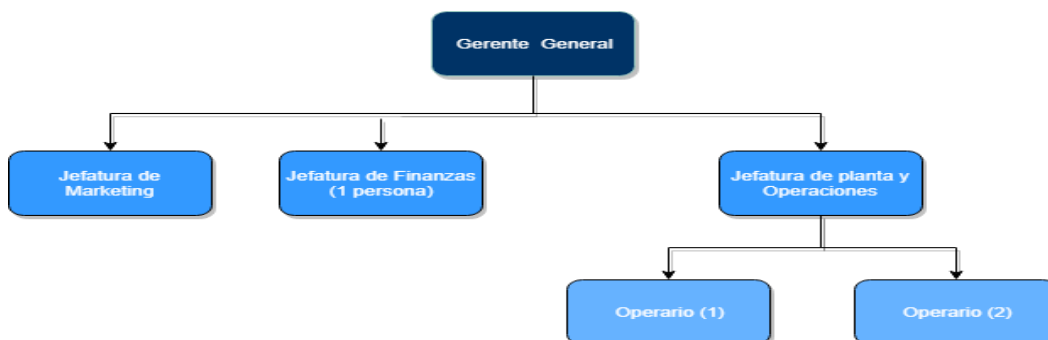 Gerente General
Jefatura de
Marketing
Jefatura de Finanzas
(1 persona)
Jefatura de planta y
Operaciones
Operario (1)
Operario (2)